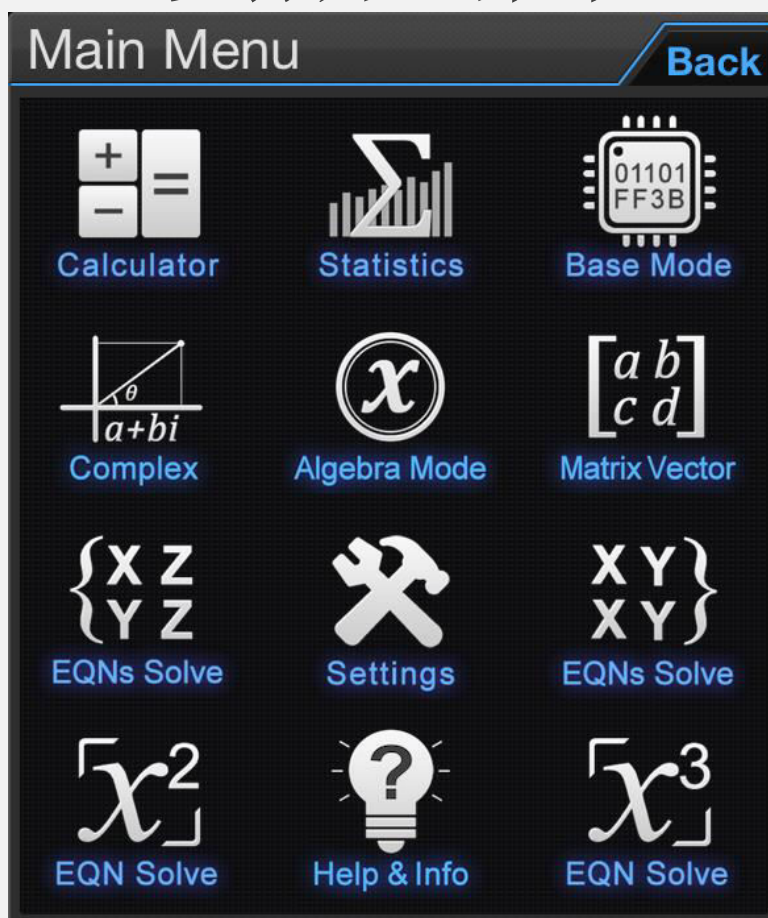 Main Menu Back
+ =
−
Σ
01101
FF3B
Calculator Statistics Base Mode
θ
a+bi
x
a b
c d
Complex Algebra Mode Matrix Vector
X Z
Y Z
X Y
X Y
EQNs Solve Settings EQNs Solve
x²
?
x³
EQN Solve Help & Info EQN Solve